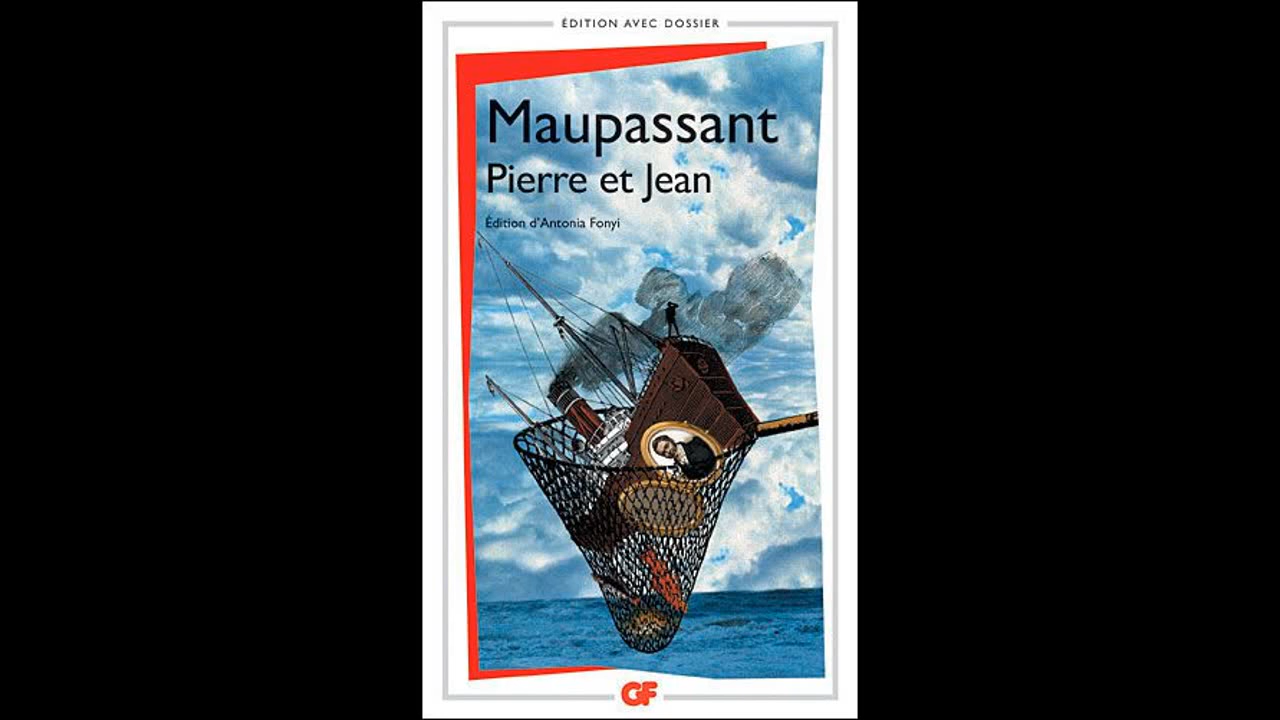 ÉDITION AVEC DOSSIER
Maupassant
Pierre et Jean
Édition d'Antonia Fonyi
GF